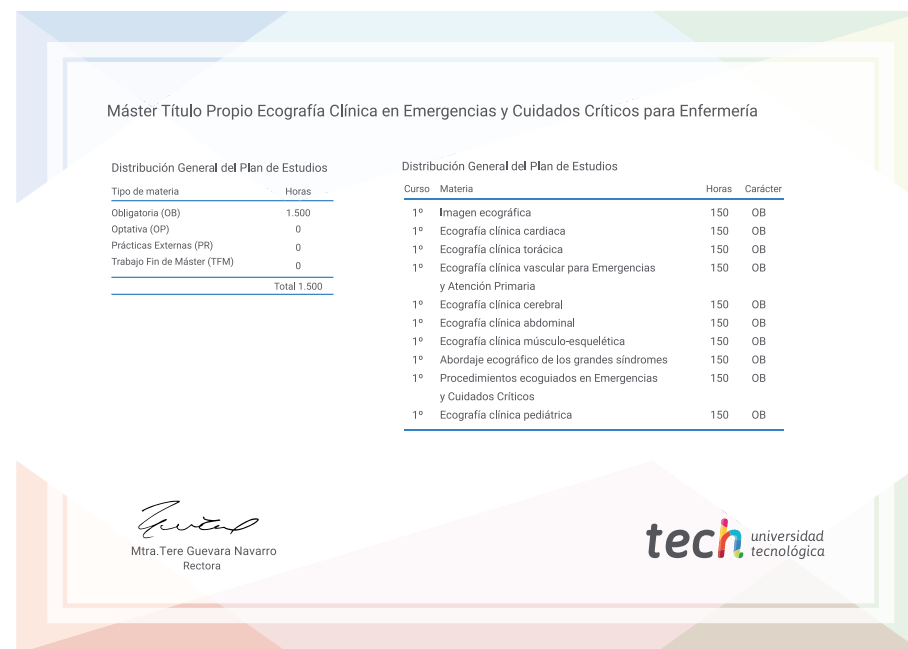 Máster Título Propio Ecografía Clínica en Emergencias y Cuidados Críticos para Enfermería
Distribución General del Plan de Estudios
Tipo de materia Horas
Obligatoria (OB) 1.500
Optativa (OP) 0
Prácticas Externas (PR) 0
Trabajo Fin de Máster (TFM) 0
Total 1.500
Distribución General del Plan de Estudios
Curso Materia Horas Carácter
1º Imagen ecográfica 150 OB
1º Ecografía clínica cardiaca 150 OB
1º Ecografía clínica torácica 150 OB
1º Ecografía clínica vascular para Emergencias 150 OB
y Atención Primaria
1º Ecografía clínica cerebral 150 OB
1º Ecografía clínica abdominal 150 OB
1º Ecografía clínica músculo-esquelética 150 OB
1º Abordaje ecográfico de los grandes síndromes 150 OB
1º Procedimientos ecoguiados en Emergencias 150 OB
y Cuidados Críticos
1º Ecografía clínica pediátrica 150 OB
Mtra.Tere Guevara Navarro
Rectora
tech universidad
tecnológica